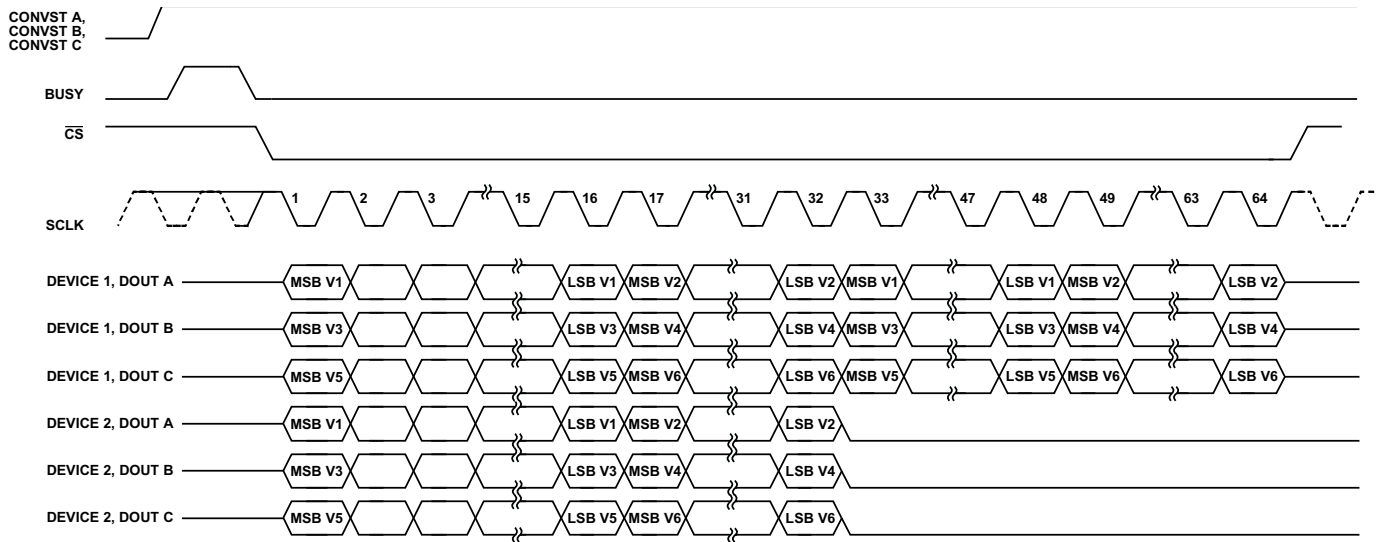 CONVST A,
CONVST B,
CONVST C
BUSY
CS
SCLK
1 2 3 15 16 17 31 32 33 47 48 49 63 64
DEVICE 1, DOUT A MSB V1 LSB V1 MSB V2 LSB V2 MSB V1 LSB V1 MSB V2 LSB V2
DEVICE 1, DOUT B MSB V3 LSB V3 MSB V4 LSB V4 MSB V3 LSB V3 MSB V4 LSB V4
DEVICE 1, DOUT C MSB V5 LSB V5 MSB V6 LSB V6 MSB V5 LSB V5 MSB V6 LSB V6
DEVICE 2, DOUT A MSB V1 LSB V1 MSB V2 LSB V2
DEVICE 2, DOUT B MSB V3 LSB V3 MSB V4 LSB V4
DEVICE 2, DOUT C MSB V5 LSB V5 MSB V6 LSB V6